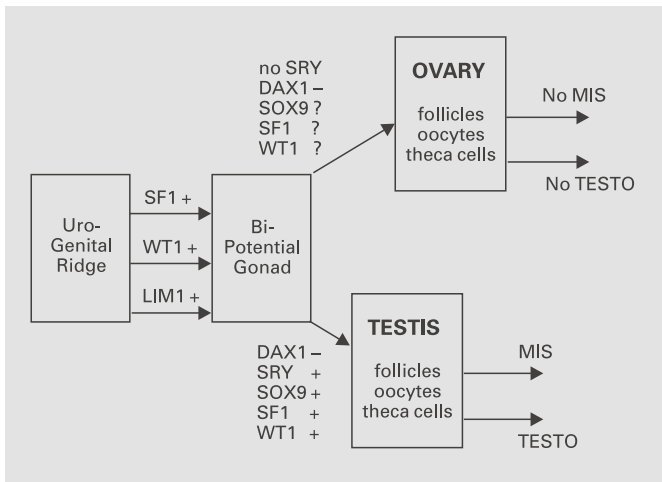 Uro-
Genital
Ridge
SF1 +
WT1 +
LIM1 +
Bi-
Potential
Gonad
no SRY
DAX1 –
SOX9 ?
SF1 ?
WT1 ?
OVARY
follicles
oocytes
theca cells
No MIS
No TESTO
DAX1 –
SRY +
SOX9 +
SF1 +
WT1 +
TESTIS
follicles
oocytes
theca cells
MIS
TESTO